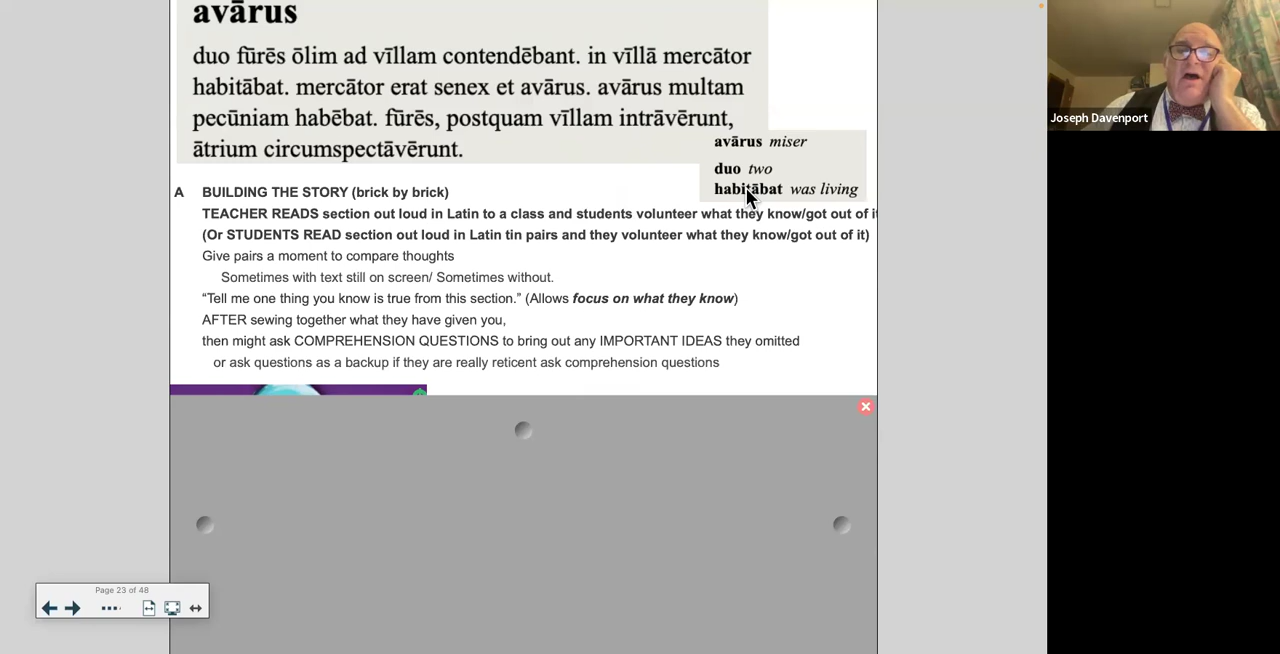 avārus
duo fūrēs ōlim ad vīllam contendēbant. in vīllā mercātor
habitābat. mercātor erat senex et avārus. avārus multam
pecūniam habēbat. fūrēs, postquam vīllam intrāvērunt,
ātrium circumspectāvērunt.
avārus miser
duo two
habitābat was living
A BUILDING THE STORY (brick by brick)
TEACHER READS section out loud in Latin to a class and students volunteer what they know/got out of it
(Or STUDENTS READ section out loud in Latin tin pairs and they volunteer what they know/got out of it)
Give pairs a moment to compare thoughts
Sometimes with text still on screen/ Sometimes without.
“Tell me one thing you know is true from this section.” (Allows focus on what they know)
AFTER sewing together what they have given you,
then might ask COMPREHENSION QUESTIONS to bring out any IMPORTANT IDEAS they omitted
or ask questions as a backup if they are really reticent ask comprehension questions
Page 23 of 48
Joseph Davenport